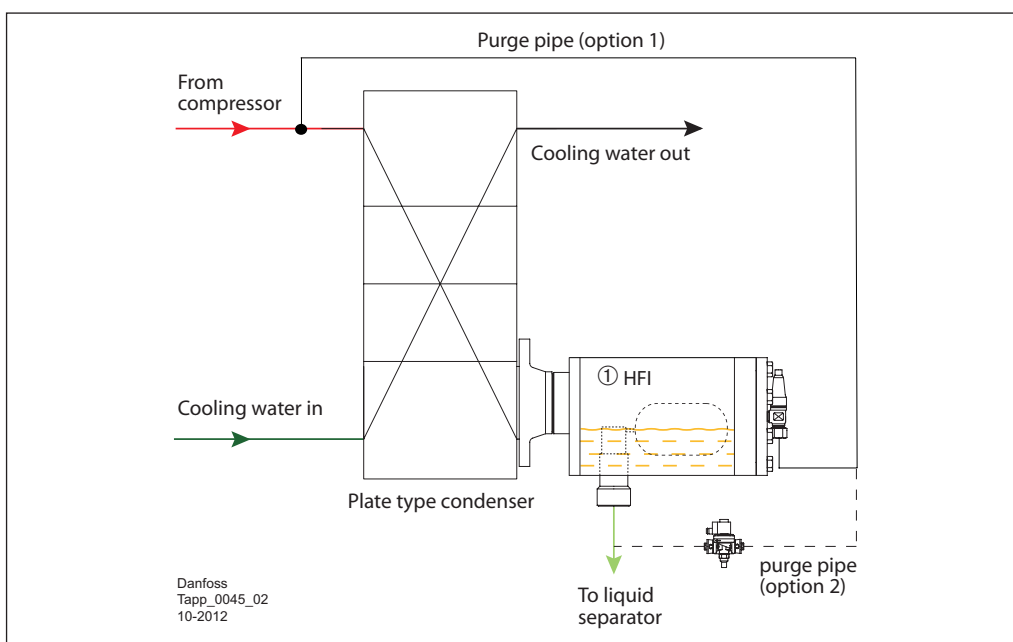 Purge pipe (option 1)
From
compressor
Cooling water out
① HFI
Cooling water in
Plate type condenser
purge pipe
(option 2)
To liquid
separator
Danfoss
Tapp_0045_02
10-2012